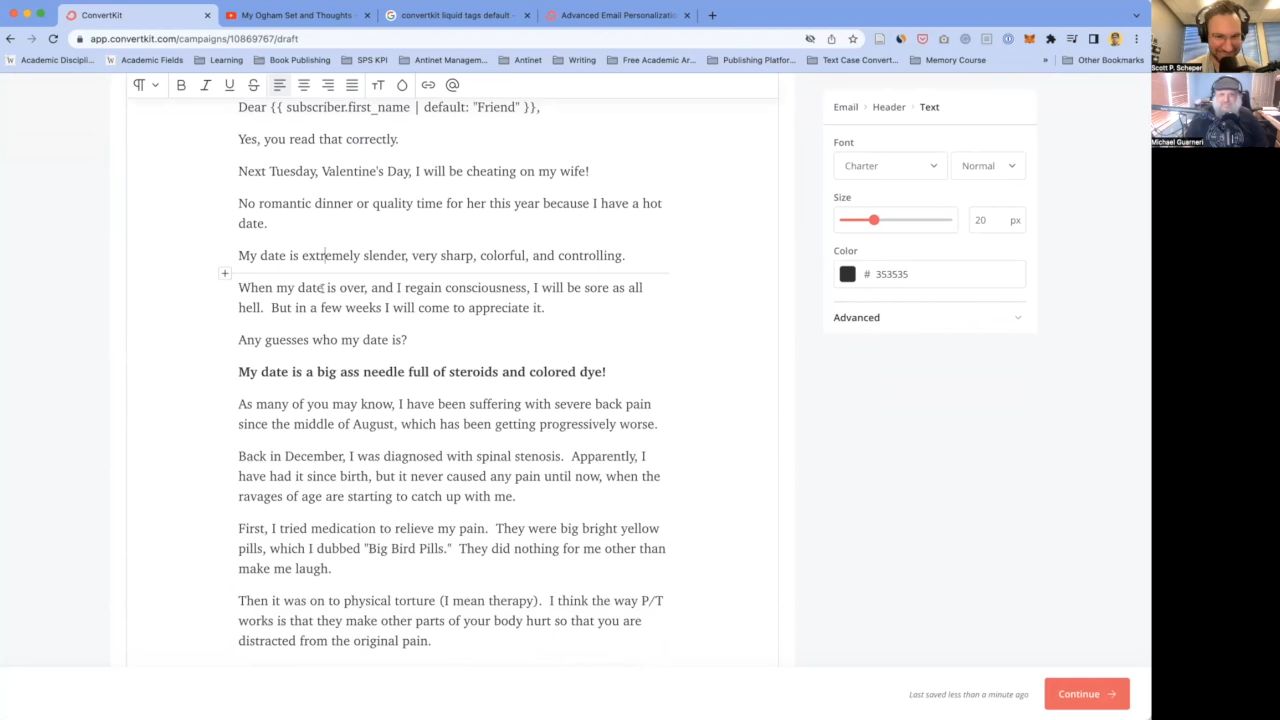 ConvertKit
My Ogham Set and Thoughts -
convertkit liquid tags default -
Advanced Email Personalizatio
app.convertkit.com/campaigns/10869767/draft
Academic Discipli...
Academic Fields
Learning
Book Publishing
SPS KPI
Antinet
Writing
Free Academic Ar...
Publishing Platfor...
Text Case Convert...
Memory Course
»
Other Bookmarks
Scott P. Scheper
Michael Guarneri
Dear {{ subscriber.first_name | default: "Friend" }},
Yes, you read that correctly.
Next Tuesday, Valentine's Day, I will be cheating on my wife!
No romantic dinner or quality time for her this year because I have a hot
date.
My date is extremely slender, very sharp, colorful, and controlling.
When my date is over, and I regain consciousness, I will be sore as all
hell.  But in a few weeks I will come to appreciate it.
Any guesses who my date is?
My date is a big ass needle full of steroids and colored dye!
As many of you may know, I have been suffering with severe back pain
since the middle of August, which has been getting progressively worse.
Back in December, I was diagnosed with spinal stenosis.  Apparently, I
have had it since birth, but it never caused any pain until now, when the
ravages of age are starting to catch up with me.
First, I tried medication to relieve my pain.  They were big bright yellow
pills, which I dubbed "Big Bird Pills."  They did nothing for me other than
make me laugh.
Then it was on to physical torture (I mean therapy).  I think the way P/T
works is that they make other parts of your body hurt so that you are
distracted from the original pain.
Email > Header > Text
Font
Charter
Normal
Size
20 px
Color
# 353535
Advanced
Last saved less than a minute ago
Continue →